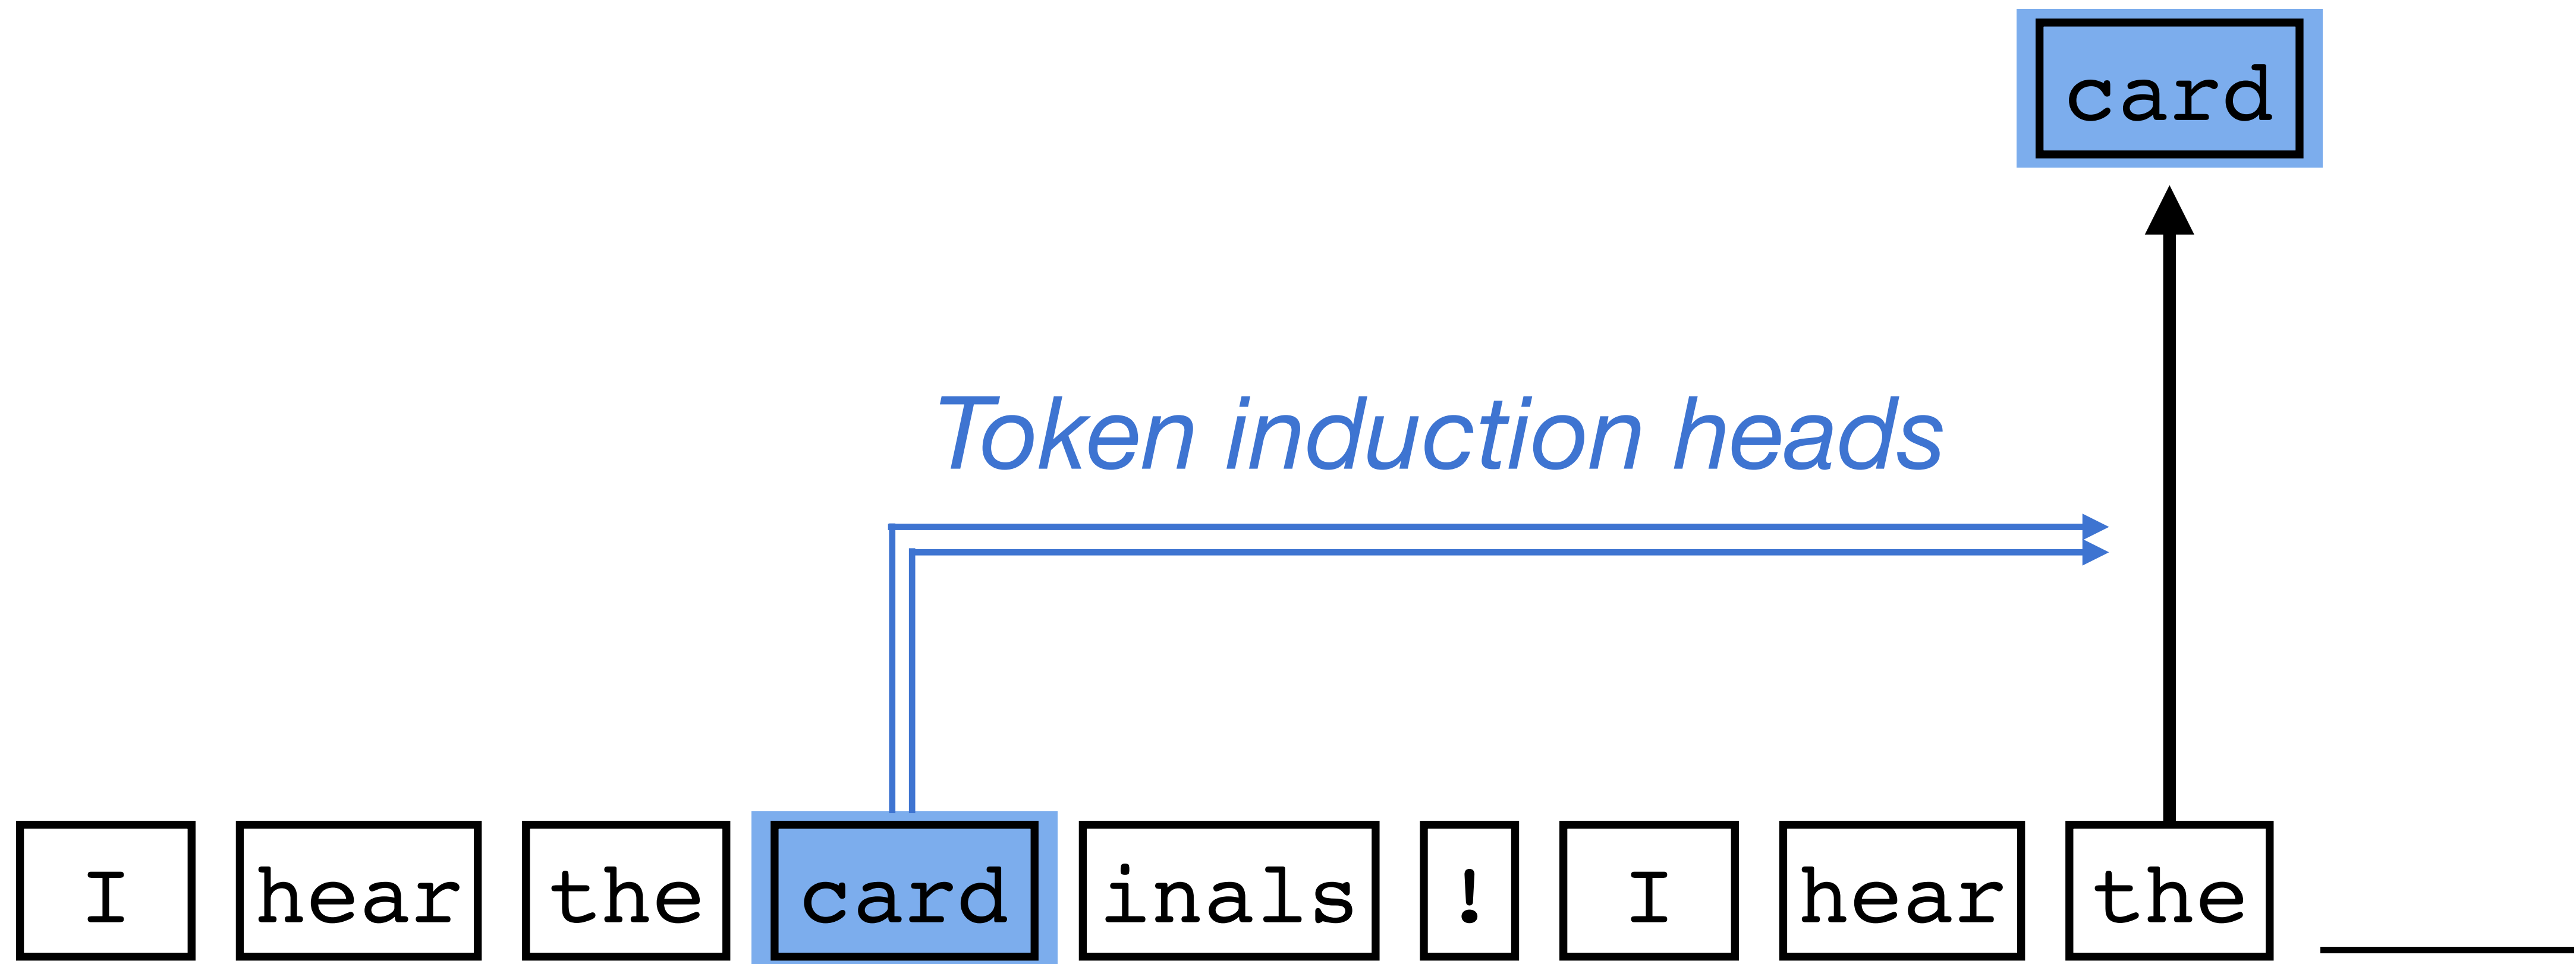 card
Token induction heads
I hear the card inals ! I hear the